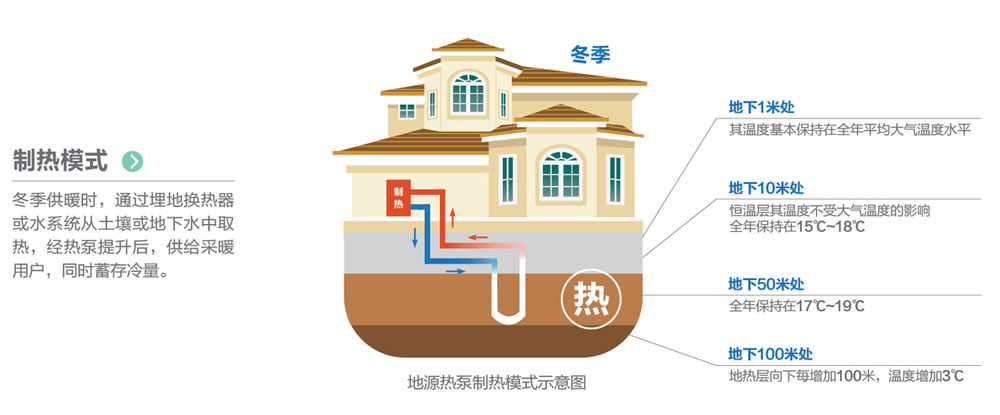 制热模式
冬季供暖时，通过埋地换热器
或水系统从土壤或地下水中取
热，经热泵提升后，供给采暖
用户，同时蓄存冷量。
冬季
制
热
热
地源热泵制热模式示意图
地下1米处
其温度基本保持在全年平均大气温度水平
地下10米处
恒温层其温度不受大气温度的影响
全年保持在15℃~18℃
地下50米处
全年保持在17℃~19℃
地下100米处
地热层向下每增加100米，温度增加3℃